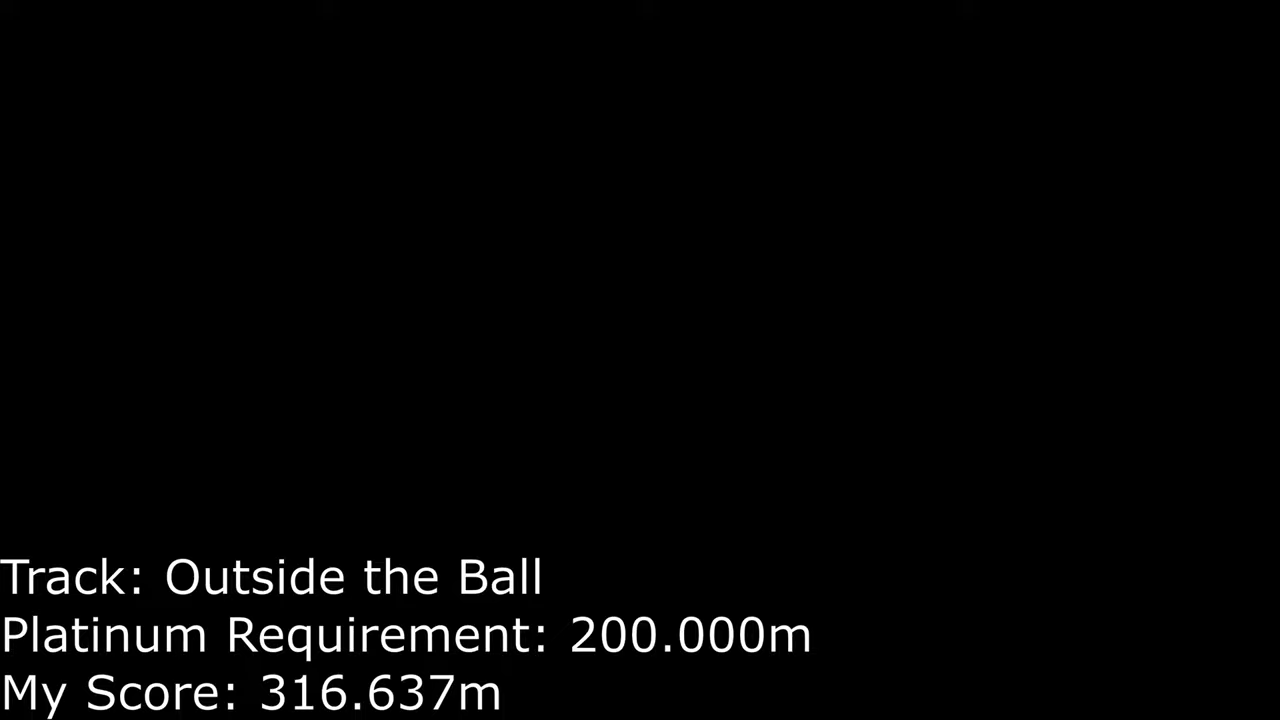 Track: Outside the Ball
Platinum Requirement: 200.000m
My Score: 316.637m